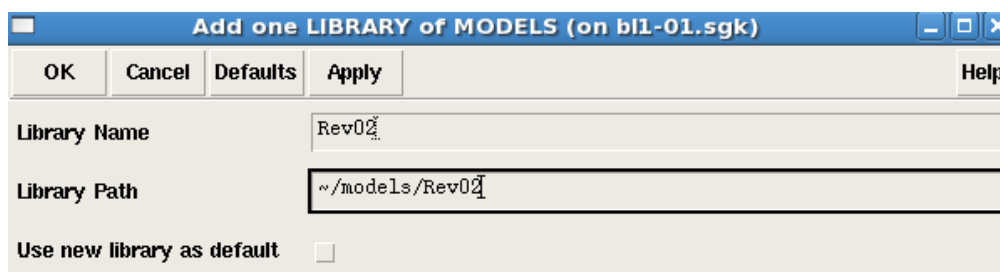 Add one LIBRARY of MODELS (on bl1-01.sgk)
OK Cancel Defaults Apply Help
Library Name Rev02
Library Path ~/models/Rev02
Use new library as default